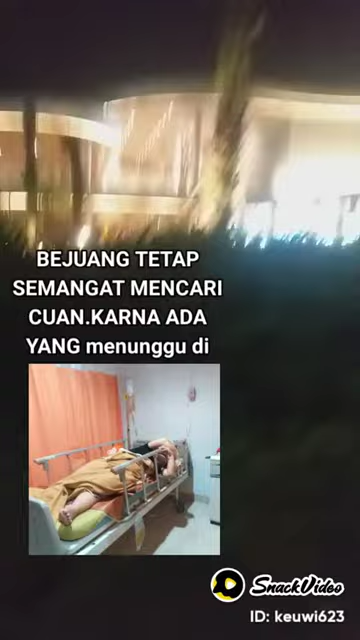 BEJUANG TETAP
SEMANGAT MENCARI
CUAN.KARNA ADA
YANG menunggu di
SnackVideo
ID: keuwi623